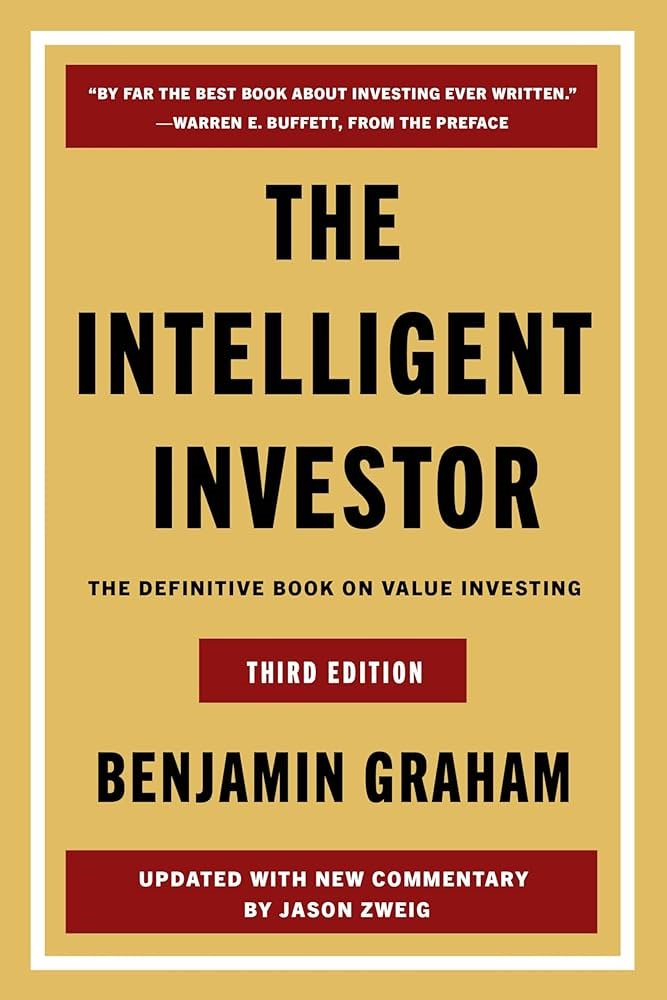 “BY FAR THE BEST BOOK ABOUT INVESTING EVER WRITTEN.”
—WARREN E. BUFFETT, FROM THE PREFACE
THE
INTELLIGENT
INVESTOR
THE DEFINITIVE BOOK ON VALUE INVESTING
THIRD EDITION
BENJAMIN GRAHAM
UPDATED WITH NEW COMMENTARY
BY JASON ZWEIG